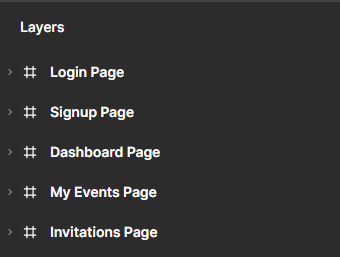 Layers
Login Page
Signup Page
Dashboard Page
My Events Page
Invitations Page